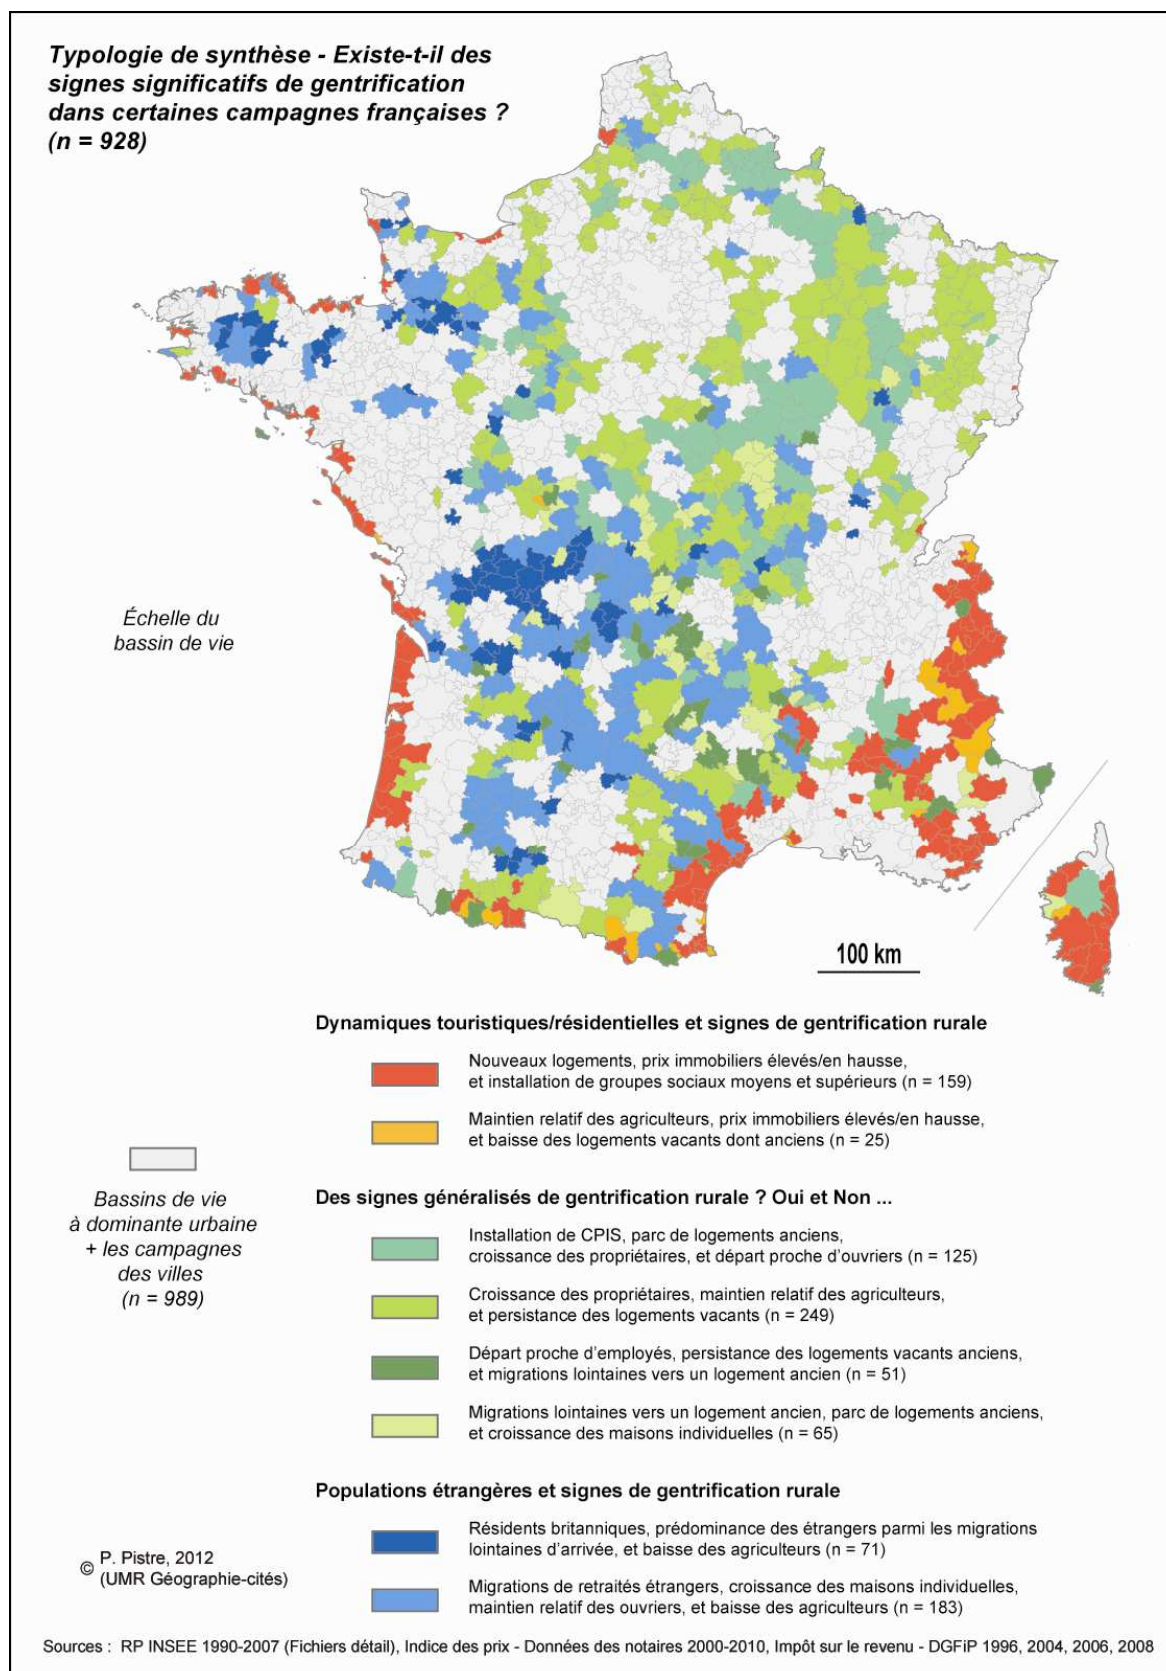 Typologie de synthèse - Existe-t-il des
signes significatifs de gentrification
dans certaines campagnes françaises ?
(n = 928)
Échelle du
bassin de vie
100 km
Dynamiques touristiques/résidentielles et signes de gentrification rurale
Nouveaux logements, prix immobiliers élevés/en hausse,
et installation de groupes sociaux moyens et supérieurs (n = 159)
Maintien relatif des agriculteurs, prix immobiliers élevés/en hausse,
et baisse des logements vacants dont anciens (n = 25)
Bassins de vie
à dominante urbaine
+ les campagnes
des villes
(n = 989)
Des signes généralisés de gentrification rurale ? Oui et Non ...
Installation de CPIS, parc de logements anciens,
croissance des propriétaires, et départ proche d'ouvriers (n = 125)
Croissance des propriétaires, maintien relatif des agriculteurs,
et persistance des logements vacants (n = 249)
Départ proche d'employés, persistance des logements vacants anciens,
et migrations lointaines vers un logement ancien (n = 51)
Migrations lointaines vers un logement ancien, parc de logements anciens,
et croissance des maisons individuelles (n = 65)
Populations étrangères et signes de gentrification rurale
Résidents britanniques, prédominance des étrangers parmi les migrations
lointaines d'arrivée, et baisse des agriculteurs (n = 71)
Migrations de retraités étrangers, croissance des maisons individuelles,
maintien relatif des ouvriers, et baisse des agriculteurs (n = 183)
© P. Pistre, 2012
(UMR Géographie-cités)
Sources : RP INSEE 1990-2007 (Fichiers détail), Indice des prix - Données des notaires 2000-2010, Impôt sur le revenu - DGFiP 1996, 2004, 2006, 2008